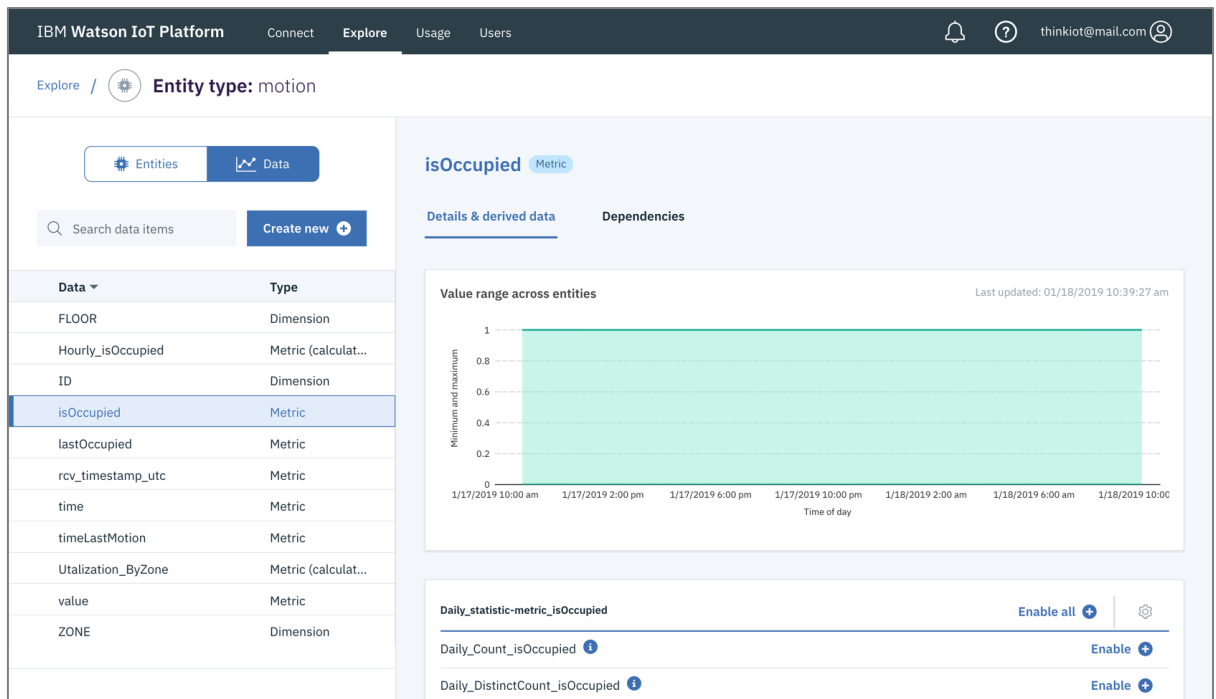 IBM Watson IoT Platform Connect Explore Usage Users thinkiot@mail.com
Explore / Entity type: motion
Entities Data
isOccupied Metric
Details & derived data Dependencies
Search data items Create new
Data Type
FLOOR Dimension
Hourly_isOccupied Metric (calculat...
ID Dimension
isOccupied Metric
lastOccupied Metric
rcv_timestamp_utc Metric
time Metric
timeLastMotion Metric
Utalization_ByZone Metric (calculat...
value Metric
ZONE Dimension
Value range across entities Last updated: 01/18/2019 10:39:27 am
Minimum and maximum
1
0.8
0.6
0.4
0.2
0
1/17/2019 10:00 am 1/17/2019 2:00 pm 1/17/2019 6:00 pm 1/17/2019 10:00 pm 1/18/2019 2:00 am 1/18/2019 6:00 am 1/18/2019 10:00
Time of day
Daily_statistic-metric_isOccupied Enable all
Daily_Count_isOccupied Enable
Daily_DistinctCount_isOccupied Enable